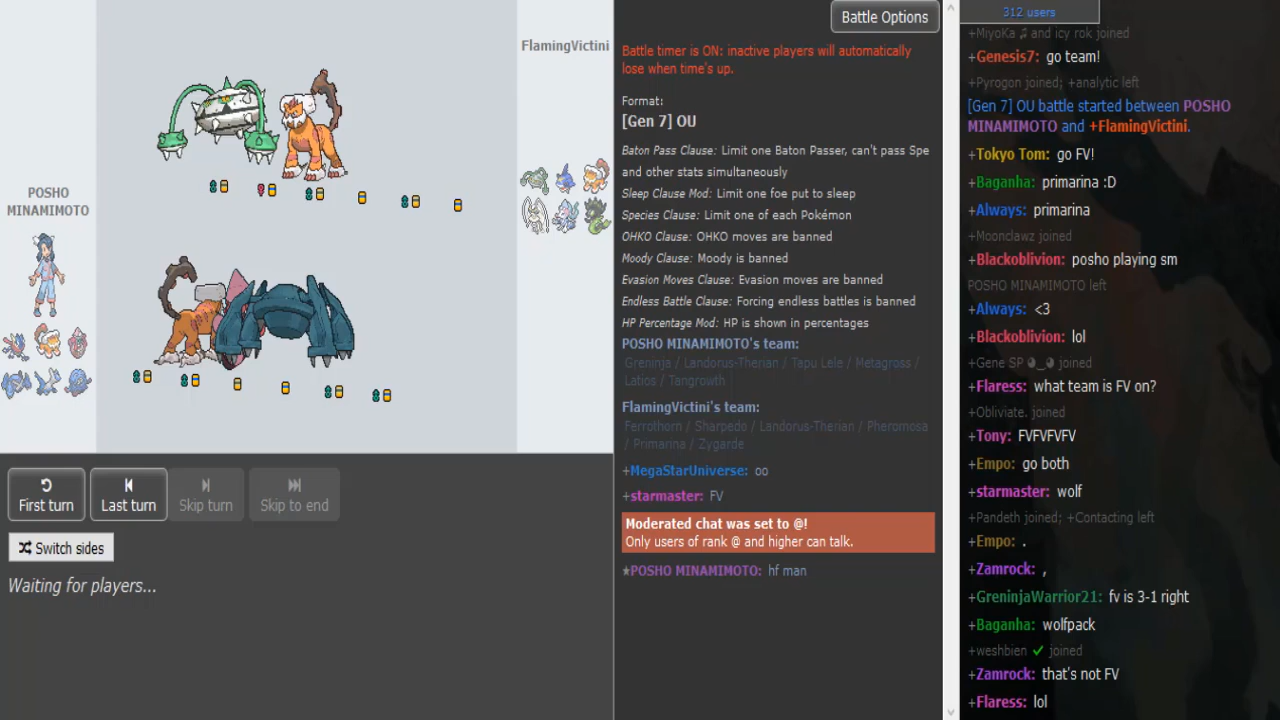 POSHO
MINAMIMOTO
FlamingVictini
First turn
Last turn
Skip turn
Skip to end
Switch sides
Waiting for players...
Battle Options
Battle timer is ON: inactive players will automatically
lose when time's up.
Format:
[Gen 7] OU
Baton Pass Clause: Limit one Baton Passer, can't pass Spe
and other stats simultaneously
Sleep Clause Mod: Limit one foe put to sleep
Species Clause: Limit one of each Pokémon
OHKO Clause: OHKO moves are banned
Moody Clause: Moody is banned
Evasion Moves Clause: Evasion moves are banned
Endless Battle Clause: Forcing endless battles is banned
HP Percentage Mod: HP is shown in percentages
POSHO MINAMIMOTO's team:
Greninja / Landorus-Therian / Tapu Lele / Metagross /
Latios / Tangrowth
FlamingVictini's team:
Ferrothorn / Sharpedo / Landorus-Therian / Pheromosa
/ Primarina / Zygarde
+MegaStarUniverse: oo
+starmaster: FV
Moderated chat was set to @!
Only users of rank @ and higher can talk.
★POSHO MINAMIMOTO: hf man
312 users
+MiyoKa ♫ and icy rok joined
+Genesis7: go team!
+Pyrogon joined; +analytic left
[Gen 7] OU battle started between POSHO
MINAMIMOTO and +FlamingVictini.
+Tokyo Tom: go FV!
+Baganha: primarina :D
+Always: primarina
+Moonclawz joined
+Blackoblivion: posho playing sm
POSHO MINAMIMOTO left
+Always: <3
+Blackoblivion: lol
+Gene SP ◕‿◕ joined
+Flaress: what team is FV on?
+Obliviate. joined
+Tony: FVFVFVFV
+Empo: go both
+starmaster: wolf
+Pandeth joined; +Contacting left
+Empo: .
+Zamrock: ,
+GreninjaWarrior21: fv is 3-1 right
+Baganha: wolfpack
+weshbien ✔ joined
+Zamrock: that's not FV
+Flaress: lol